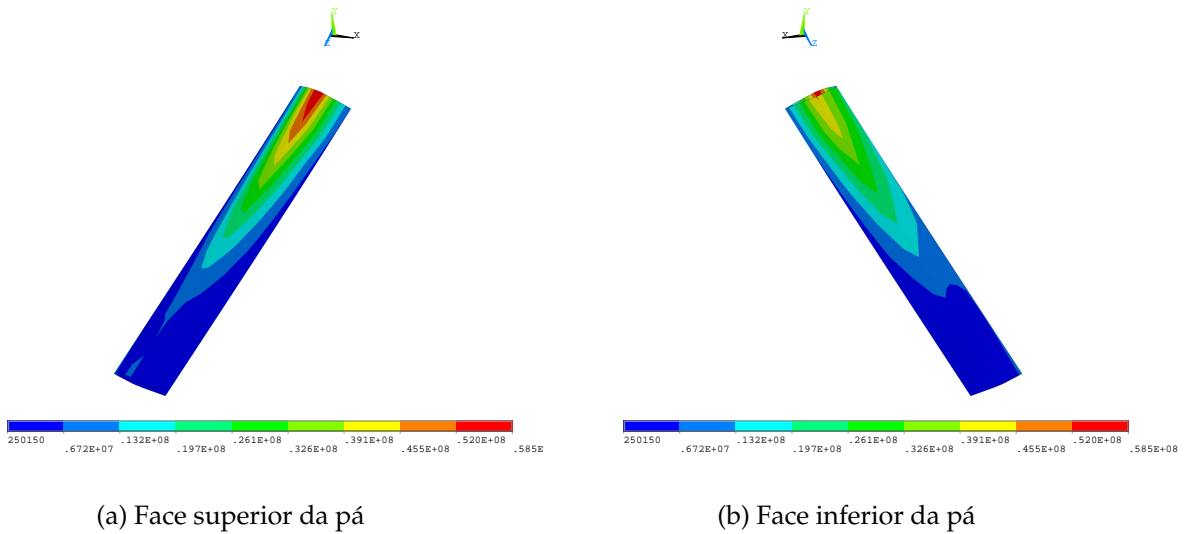 Y
X
Z
Y
X
Z
250150 .132E+08 .261E+08 .391E+08 .520E+08
.672E+07 .197E+08 .326E+08 .455E+08 .585E
250150 .132E+08 .261E+08 .391E+08 .520E+08
.672E+07 .197E+08 .326E+08 .455E+08 .585E+08
(a) Face superior da pá
(b) Face inferior da pá